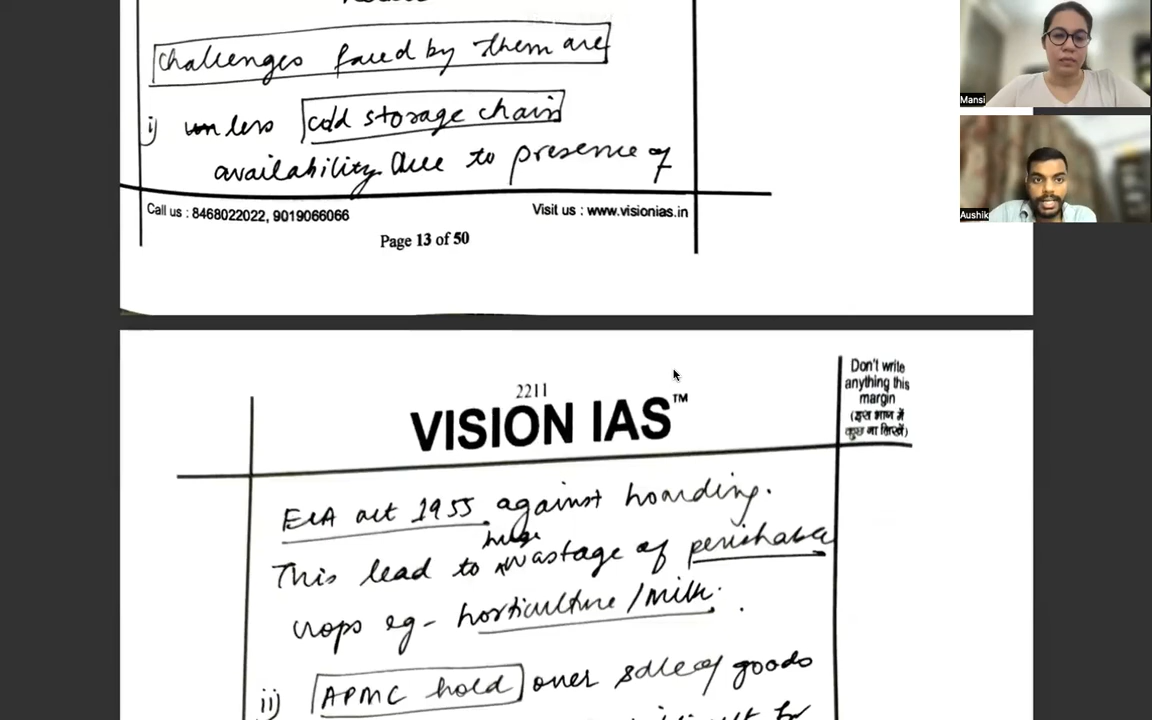 Challenges faced by them are
i) less cold storage chain
availability due to presence of
Call us : 8468022022, 9019066066
Visit us : www.visionias.in
Page 13 of 50
Mansi
Aushik
Don't write
anything this
margin
(इस भाग में
कुछ ना लिखें)
2211
VISION IAS™
ECA act 1955 against hoarding.
This lead to huge wastage of perishable
crops eg- horticulture/milk.
ii) APMC hold over sale of goods